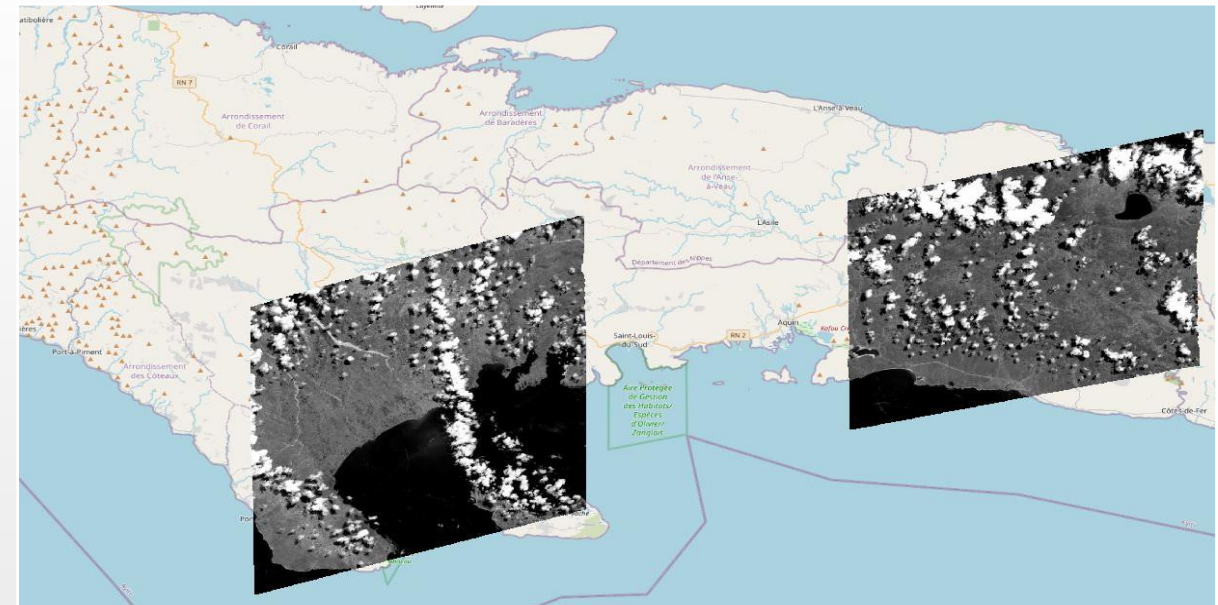 Corail
RN 7
Arrondissement
de Corail
Arrondissement
de Baradères
L'Anse-à-Veau
Arrondissement
de l'Anse-
à-Veau
L'Asile
Département des Nippes
Port-à-Piment
Arrondissement
des Côteaux
Saint-Louis-
du-Sud
RN 2
Aquin
Aire Protégée
de Gestion
des Habitats/
Espèces
d'Olivier/
Zanglais
Côtes-de-Fer